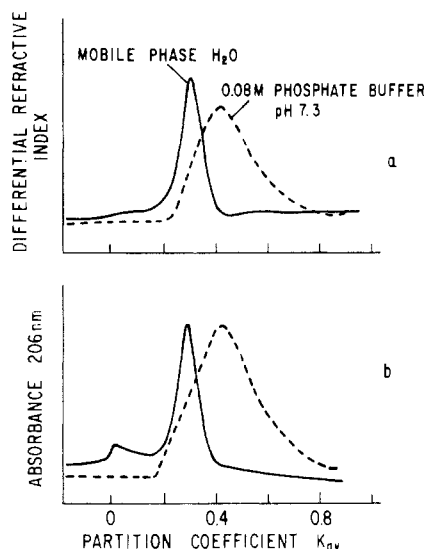 MOBILE PHASE H₂O
0.08M PHOSPHATE BUFFER
pH 7.3
DIFFERENTIAL REFRACTIVE
INDEX
a
ABSORBANCE 206nm
b
0 0.4 0.8
PARTITION COEFFICIENT Kav